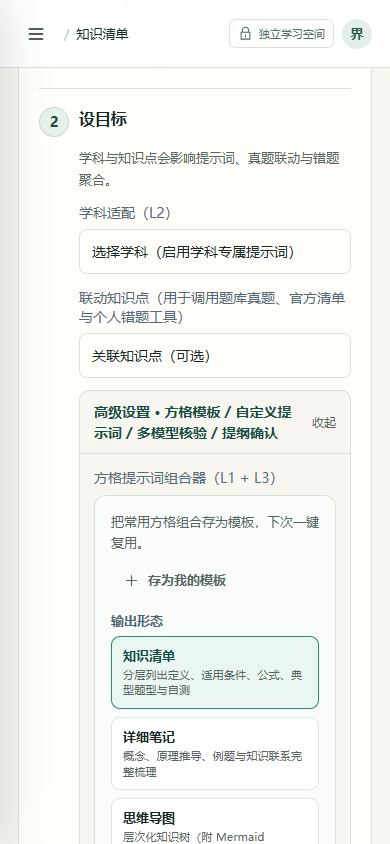 / 知识清单
独立学习空间
界
2
设目标
学科与知识点会影响提示词、真题联动与错题
聚合。
学科适配（L2）
选择学科（启用学科专属提示词）
联动知识点（用于调用题库真题、官方清单
与个人错题工具）
关联知识点（可选）
高级设置 · 方格模板 / 自定义提
示词 / 多模型核验 / 提纲确认
收起
方格提示词组合器（L1 + L3）
把常用方格组合存为模板，下次一键
复用。
＋ 存为我的模板
输出形态
知识清单
分层列出定义、适用条件、公式、典
型题型与自测
详细笔记
概念、原理推导、例题与知识联系完
整梳理
思维导图
层次化知识树（附 Mermaid